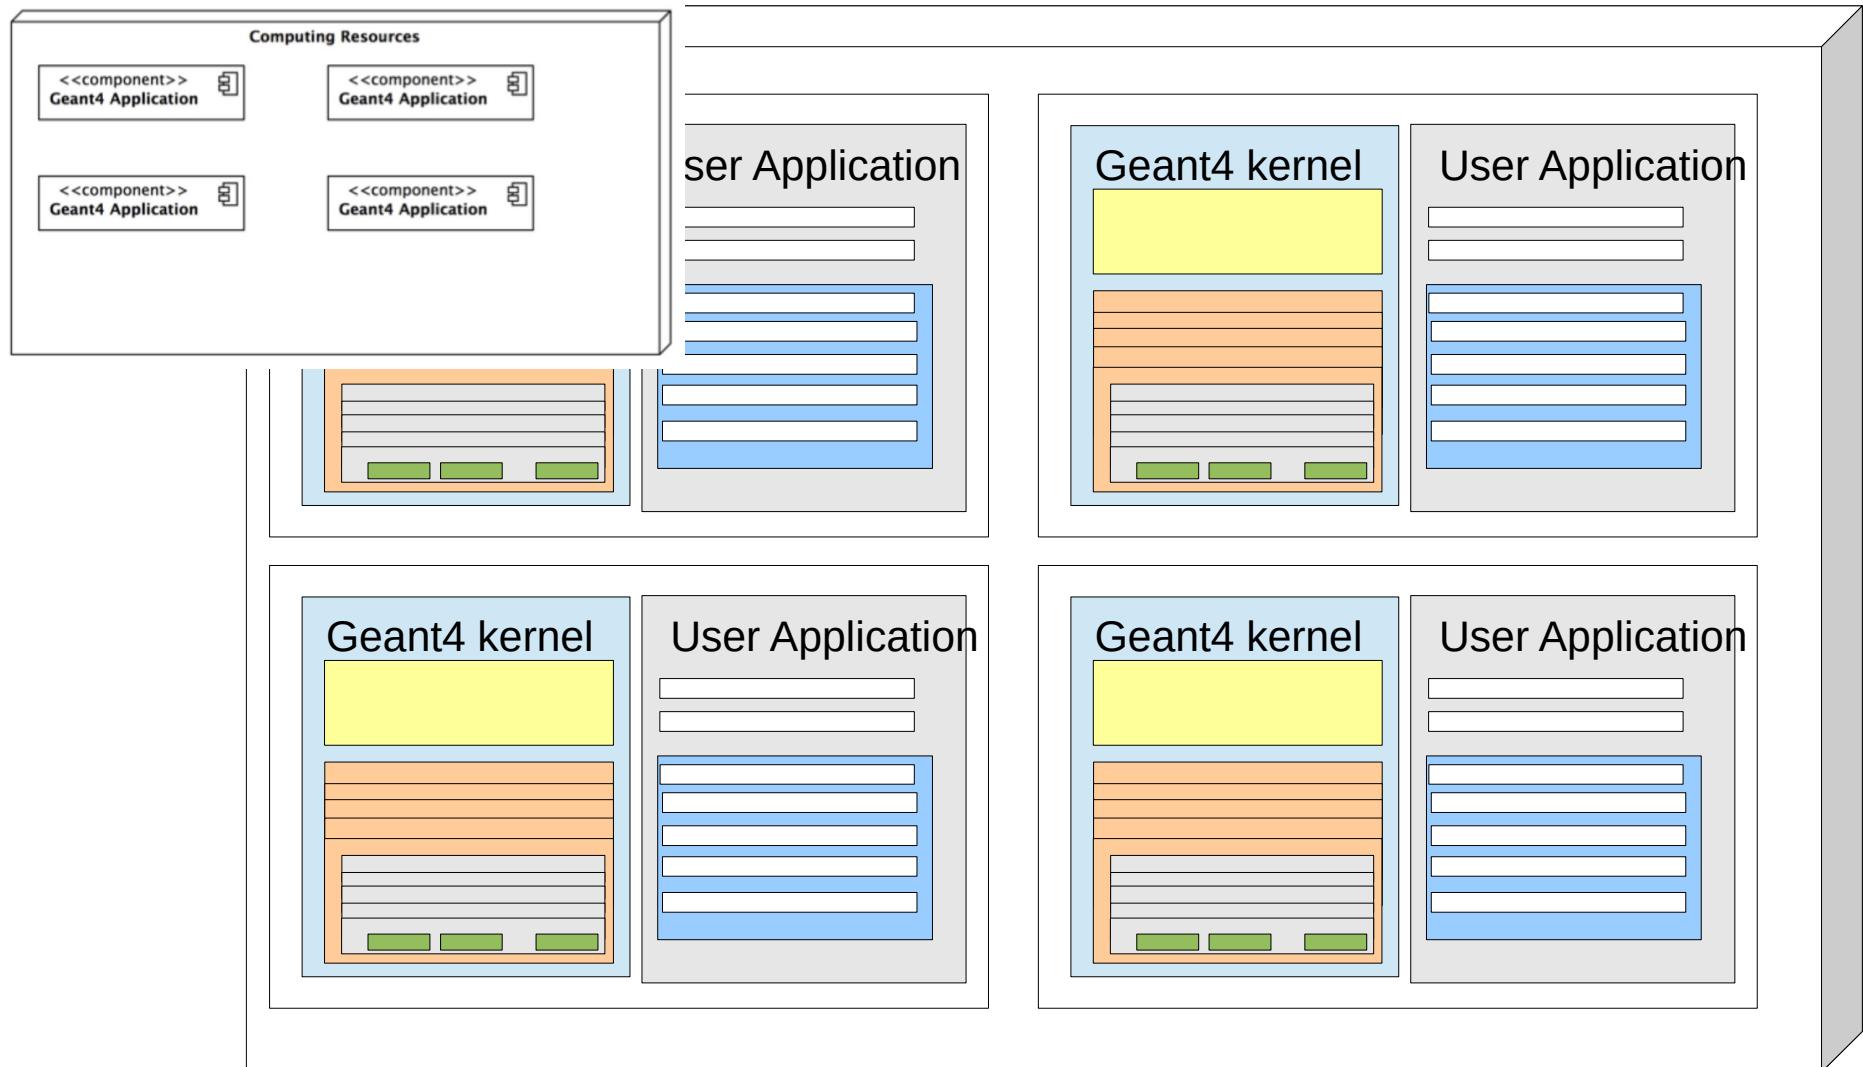 Computing Resources
<<component>>
Geant4 Application
<<component>>
Geant4 Application
<<component>>
Geant4 Application
<<component>>
Geant4 Application
ser Application
Geant4 kernel
User Application
Geant4 kernel
User Application
Geant4 kernel
User Application